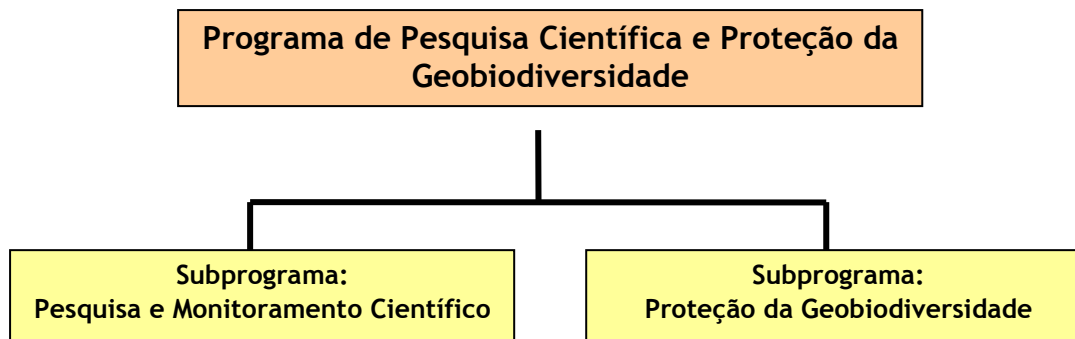 Programa de Pesquisa Científica e Proteção da
Geobiodiversidade
Subprograma:
Pesquisa e Monitoramento Científico
Subprograma:
Proteção da Geobiodiversidade